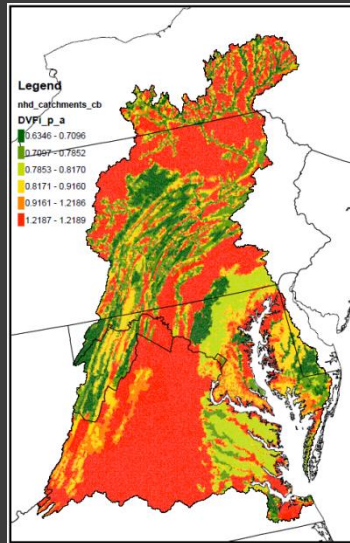 Legend
nhd_catchments_cb
DVFi_p_a
0.6346 - 0.7096
0.7097 - 0.7852
0.7853 - 0.8170
0.8171 - 0.9160
0.9161 - 1.2186
1.2187 - 1.2189